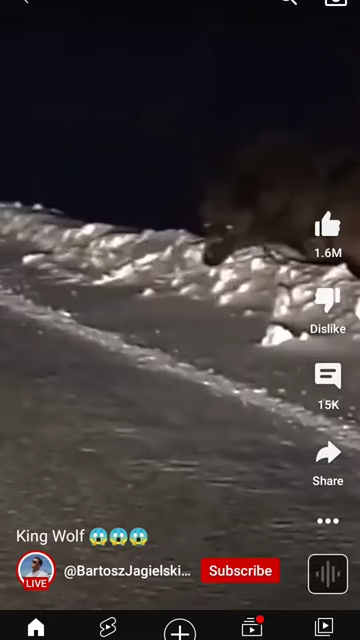 1.6M
Dislike
15K
Share
King Wolf 😱😱😱
LIVE
@BartoszJagielski...
Subscribe